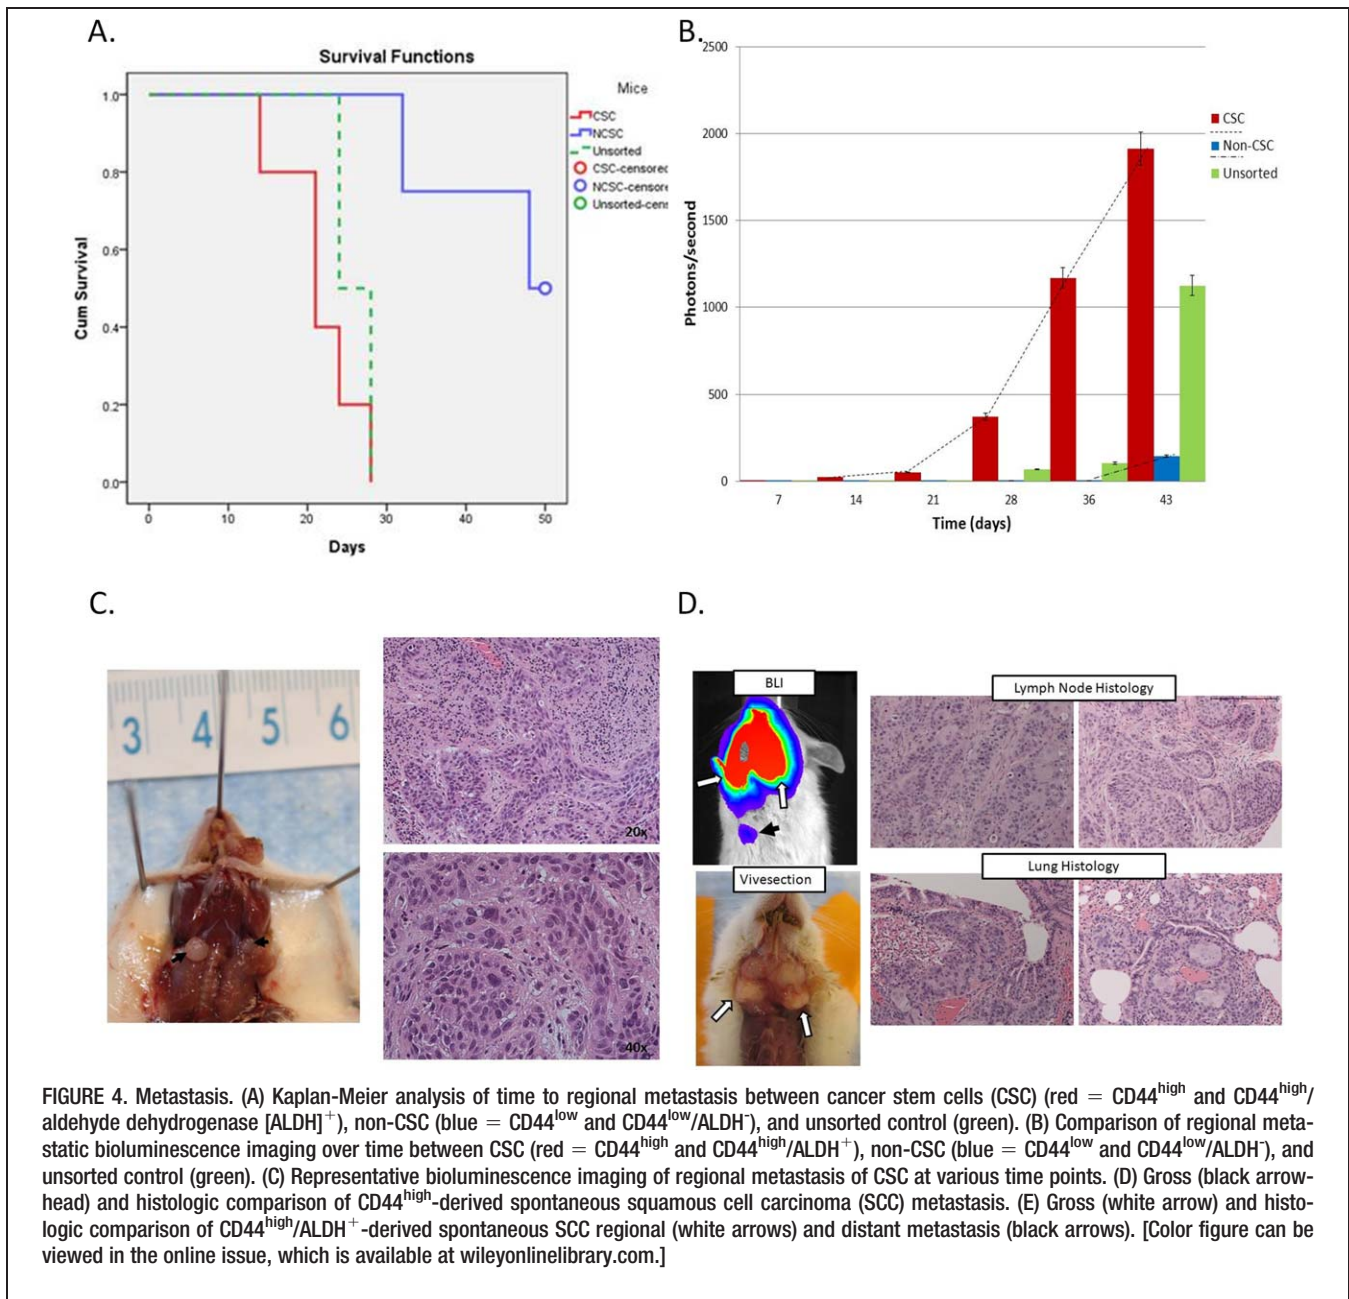 A.
Survival Functions
Mice
CSC
NCSC
Unsorted
CSC-censored
NCSC-censore
Unsorted-cens
Cum Survival
1.0
0.8
0.6
0.4
0.2
0.0
0 10 20 30 40 50
Days
B.
2500
2000
1500
1000
500
0
Photons/second
7 14 21 28 36 43
Time (days)
CSC
Non-CSC
Unsorted
C.
3 4 5 6
20x
40x
D.
BLI
Vivesection
Lymph Node Histology
Lung Histology
FIGURE 4. Metastasis. (A) Kaplan-Meier analysis of time to regional metastasis between cancer stem cells (CSC) (red = CD44high and CD44high/
aldehyde dehydrogenase [ALDH]+), non-CSC (blue = CD44low and CD44low/ALDH-), and unsorted control (green). (B) Comparison of regional meta-
static bioluminescence imaging over time between CSC (red = CD44high and CD44high/ALDH+), non-CSC (blue = CD44low and CD44low/ALDH-), and
unsorted control (green). (C) Representative bioluminescence imaging of regional metastasis of CSC at various time points. (D) Gross (black arrow-
head) and histologic comparison of CD44high-derived spontaneous squamous cell carcinoma (SCC) metastasis. (E) Gross (white arrow) and histo-
logic comparison of CD44high/ALDH+-derived spontaneous SCC regional (white arrows) and distant metastasis (black arrows). [Color figure can be
viewed in the online issue, which is available at wileyonlinelibrary.com.]